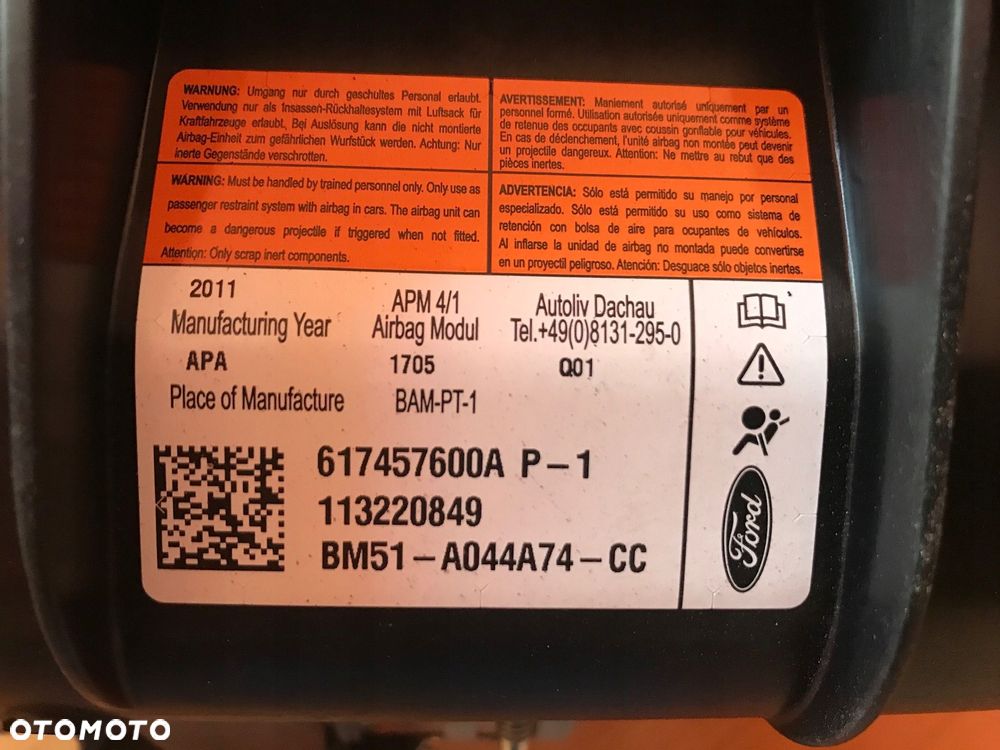 WARNUNG: Umgang nur durch geschultes Personal erlaubt.
Verwendung nur als Insassen-Rückhaltesystem mit Luftsack für
Kraftfahrzeuge erlaubt, Bei Auslösung kann die nicht montierte
Airbag-Einheit zum gefährlichen Wurfstück werden. Achtung: Nur
inerte Gegenstände verschrotten.
AVERTISSEMENT: Maniement autorisé uniquement par un
personnel formé. Utilisation autorisée uniquement comme système
de retenue des occupants avec coussin gonflable pour véhicules.
En cas de déclenchement, l'unité airbag non montée peut devenir
un projectile dangereux. Attention: Ne mettre au rebut que des
pièces inertes.
WARNING: Must be handled by trained personnel only. Only use as
passenger restraint system with airbag in cars. The airbag unit can
become a dangerous projectile if triggered when not fitted.
Attention: Only scrap inert components.
ADVERTENCIA: Sólo está permitido su manejo por personal
especializado. Sólo está permitido su uso como sistema de
retención con bolsa de aire para ocupantes de vehículos.
Al inflarse la unidad de airbag no montada puede convertirse
en un proyectil peligroso. Atención: Desguace sólo objetos inertes.
2011 APM 4/1 Autoliv Dachau
Manufacturing Year Airbag Modul Tel.+49(0)8131-295-0
APA 1705 Q01
Place of Manufacture BAM-PT-1
617457600A P-1
113220849
BM51-A044A74-CC
Ford
OTOMOTO